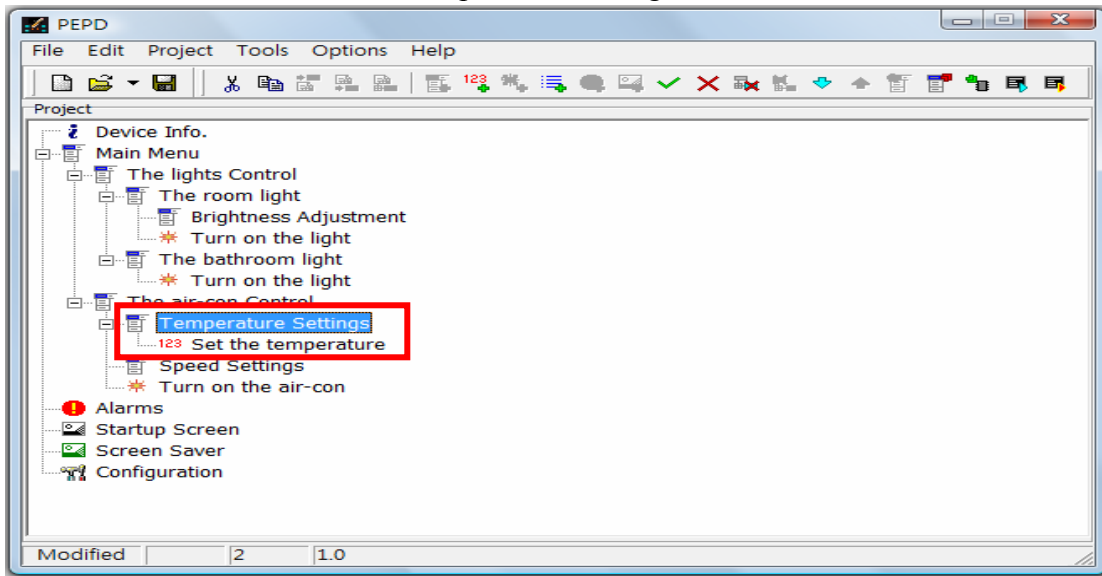 PEPD
File Edit Project Tools Options Help
123
Project
Device Info.
Main Menu
The lights Control
The room light
Brightness Adjustment
Turn on the light
The bathroom light
Turn on the light
The air-con Control
Temperature Settings
123 Set the temperature
Speed Settings
Turn on the air-con
Alarms
Startup Screen
Screen Saver
Configuration
Modified 2 1.0